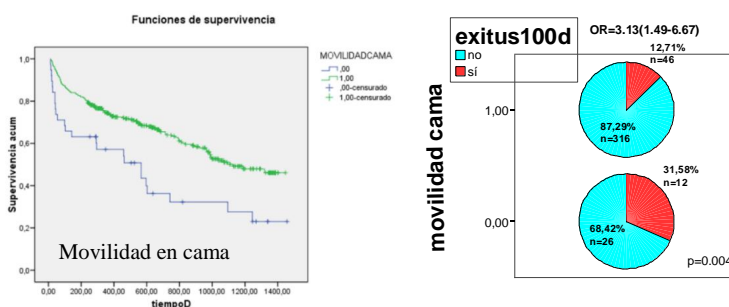 Funciones de supervivencia
MOVILIDADCAMA
,00
1,00
,00-censurado
1,00-censurado
Supervivencia acum
1,0
0,8
0,6
0,4
0,2
0,0
Movilidad en cama
0,00 200,00 400,00 600,00 800,00 1000,00 1200,00 1400,00
tiempoD
exitus100d
no
sí
OR=3.13(1.49-6.67)
12,71%
n=46
87,29%
n=316
1,00
movilidad cama
31,58%
n=12
68,42%
n=26
0,00
p=0.004